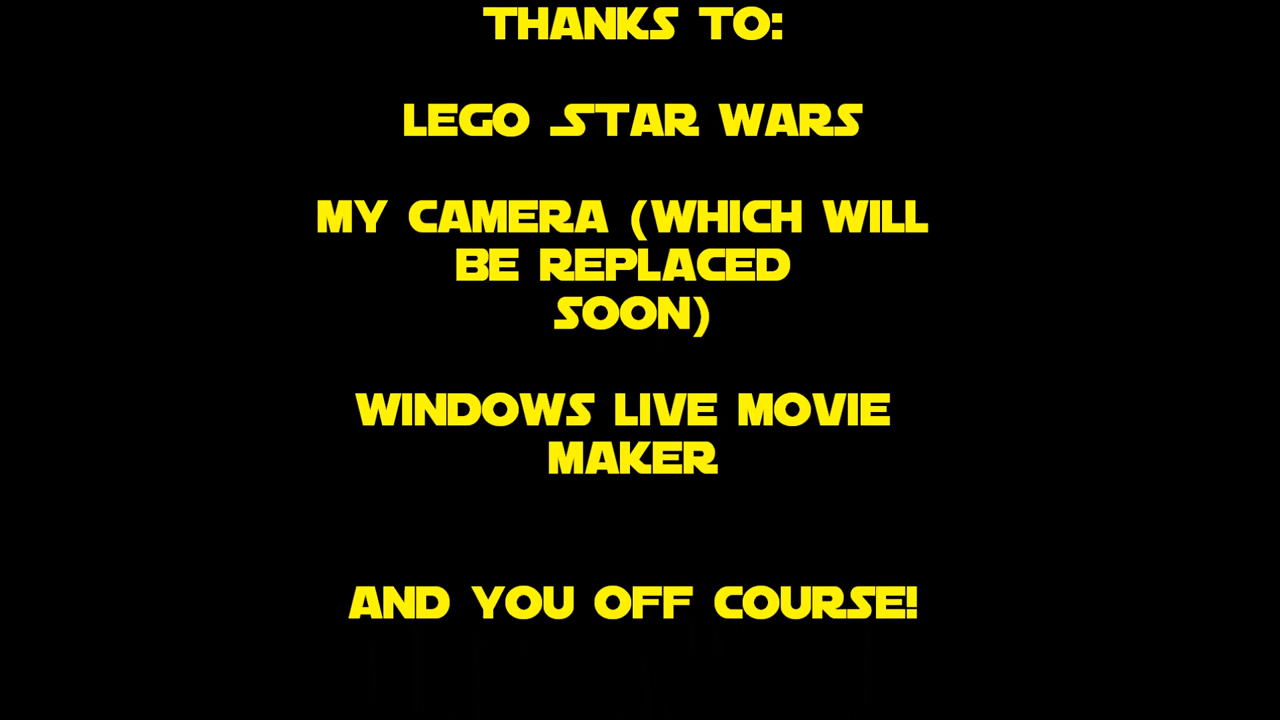 THANKS TO:
LEGO STAR WARS
MY CAMERA (WHICH WILL
BE REPLACED
SOON)
WINDOWS LIVE MOVIE
MAKER
AND YOU OFF COURSE!